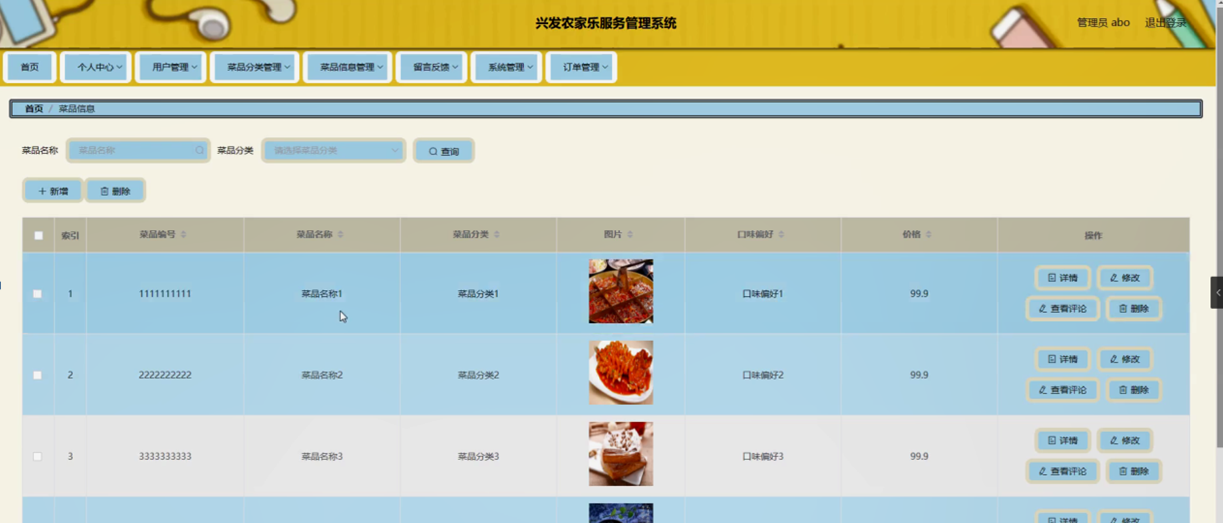 兴发农家乐服务管理系统
管理员 abo 退出登录
首页 个人中心 用户管理 菜品分类管理 菜品信息管理 留言反馈 系统管理 订单管理
首页 / 菜品信息
菜品名称 菜品名称 菜品分类 请选择菜品分类 查询
+ 新增 删除
索引 菜品编号 菜品名称 菜品分类 图片 口味偏好 价格 操作
1 1111111111 菜品名称1 菜品分类1 口味偏好1 99.9 详情 修改
查看评论 删除
2 2222222222 菜品名称2 菜品分类2 口味偏好2 99.9 详情 修改
查看评论 删除
3 3333333333 菜品名称3 菜品分类3 口味偏好3 99.9 详情 修改
查看评论 删除
详情 修改